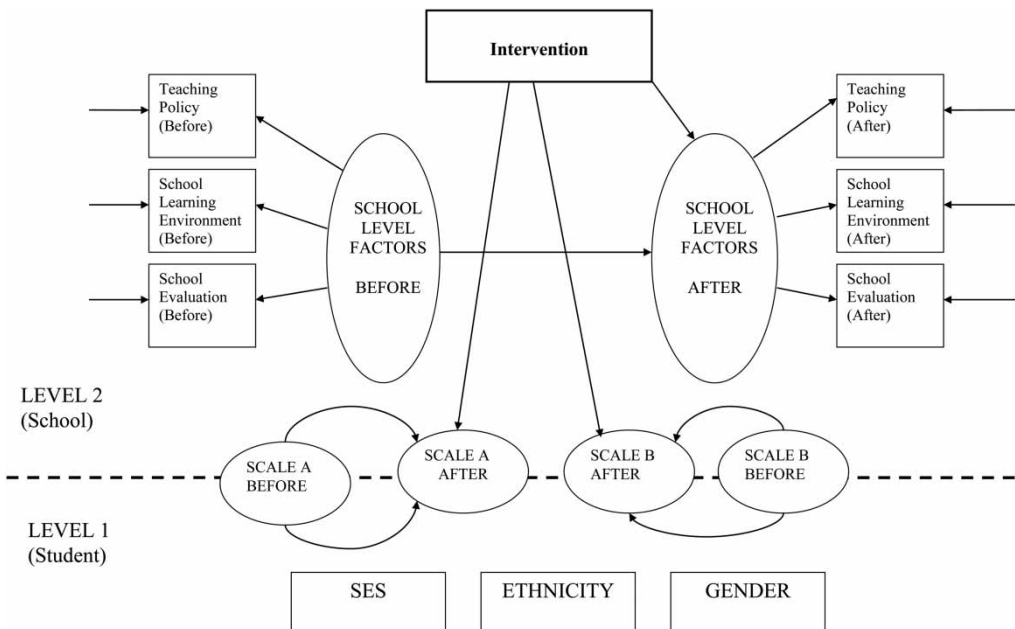 Intervention
Teaching
Policy
(Before)
School
Learning
Environment
(Before)
School
Evaluation
(Before)
SCHOOL
LEVEL
FACTORS
BEFORE
SCHOOL
LEVEL
FACTORS
AFTER
Teaching
Policy
(After)
School
Learning
Environment
(After)
School
Evaluation
(After)
LEVEL 2
(School)
SCALE A
BEFORE
SCALE A
AFTER
SCALE B
AFTER
SCALE B
BEFORE
LEVEL 1
(Student)
SES
ETHNICITY
GENDER